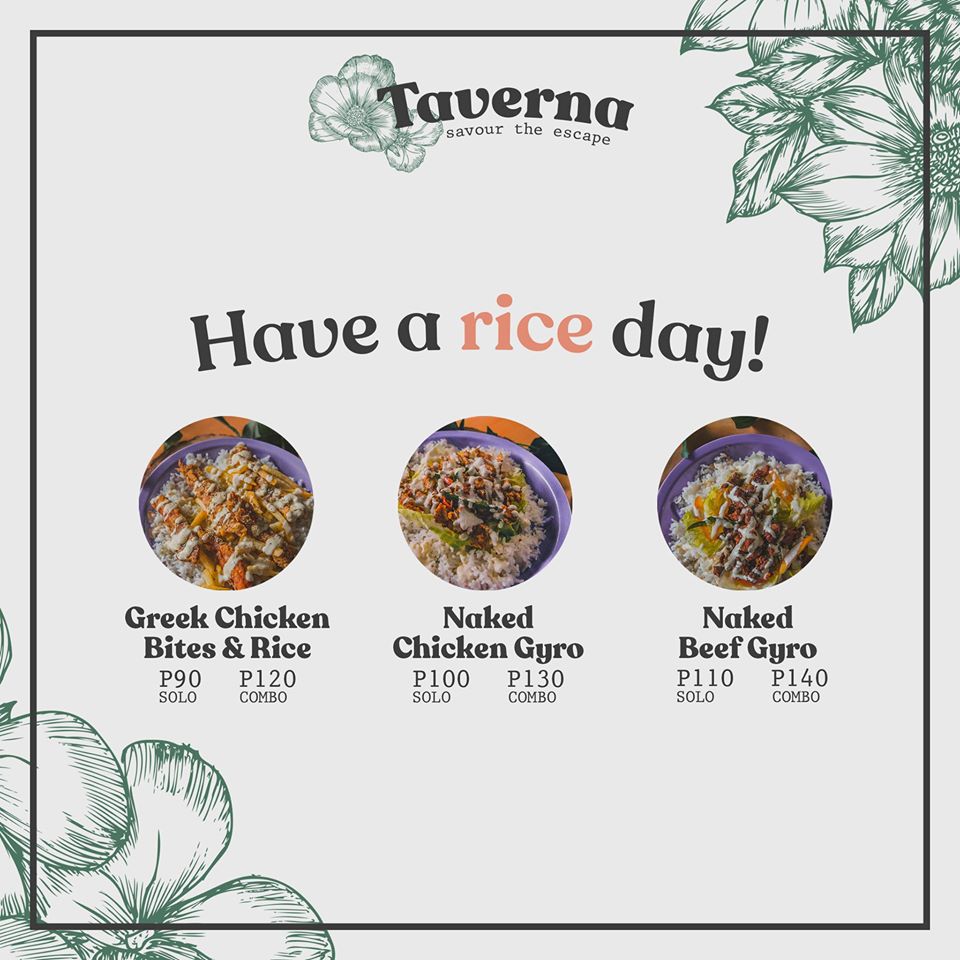 Taverna
savour the escape
Have a rice day!
Greek Chicken
Bites & Rice
P90 P120
SOLO COMBO
Naked
Chicken Gyro
P100 P130
SOLO COMBO
Naked
Beef Gyro
P110 P140
SOLO COMBO